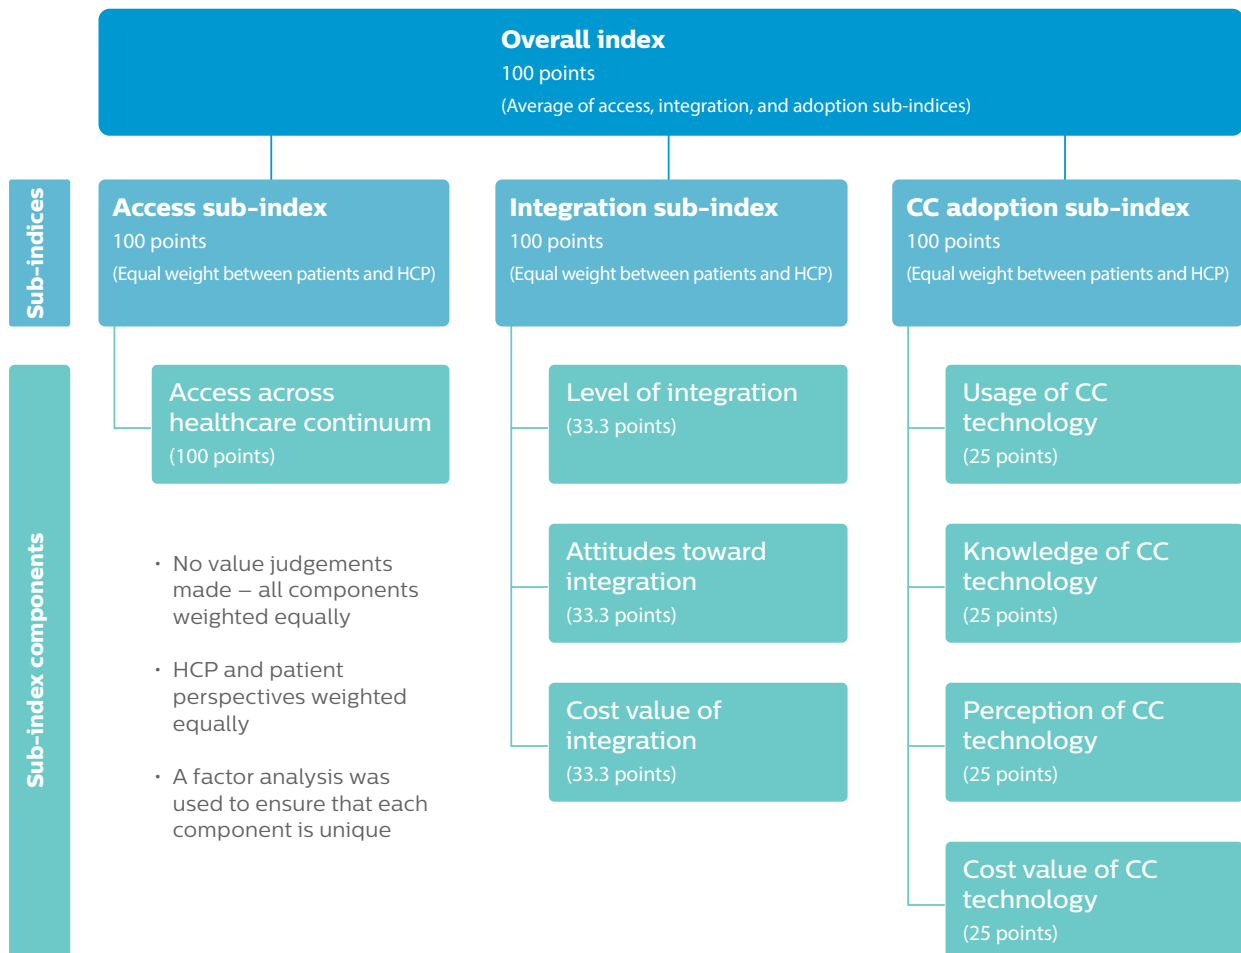 Overall index
100 points
(Average of access, integration, and adoption sub-indices)
Sub-indices
Access sub-index
100 points
(Equal weight between patients and HCP)
Integration sub-index
100 points
(Equal weight between patients and HCP)
CC adoption sub-index
100 points
(Equal weight between patients and HCP)
Sub-index components
Access across
healthcare continuum
(100 points)
· No value judgements
made – all components
weighted equally
· HCP and patient
perspectives weighted
equally
· A factor analysis was
used to ensure that each
component is unique
Level of integration
(33.3 points)
Attitudes toward
integration
(33.3 points)
Cost value of
integration
(33.3 points)
Usage of CC
technology
(25 points)
Knowledge of CC
technology
(25 points)
Perception of CC
technology
(25 points)
Cost value of CC
technology
(25 points)